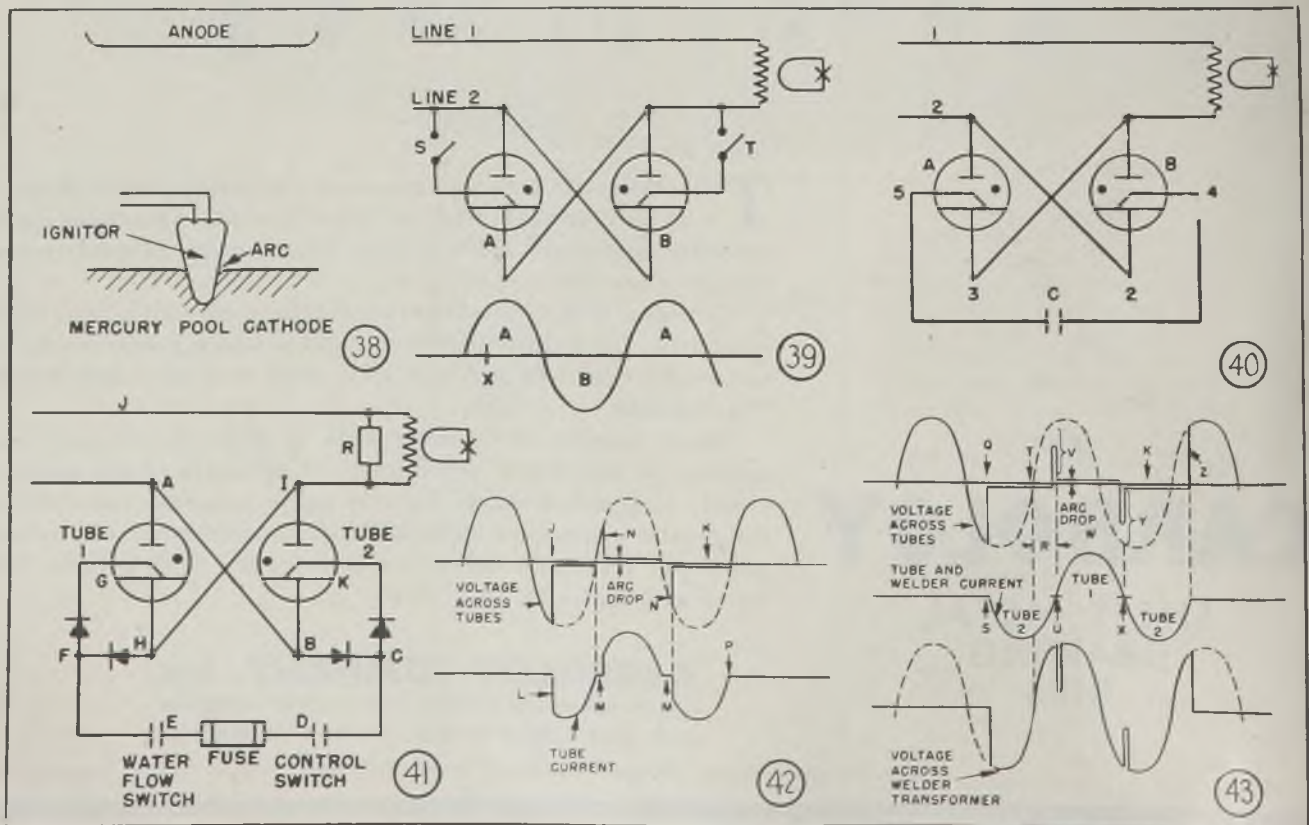 ANODE
IGNITOR
ARC
MERCURY POOL CATHODE
38
LINE 1
LINE 2
S
T
A
B
A
A
X
B
39
1
2
A
B
5
4
3
C
2
40
J
R
A
I
TUBE
1
TUBE
2
G
K
H
B
F
C
E
D
WATER
FLOW
SWITCH
FUSE
CONTROL
SWITCH
41
J
N
K
VOLTAGE
ACROSS
TUBES
ARC
DROP
N
L
M
M
P
TUBE
CURRENT
42
Q
T
V
K
Z
VOLTAGE
ACROSS
TUBES
ARC
DROP
R
W
Y
TUBE AND
WELDER CURRENT
TUBE
1
S
TUBE
2
U
X
TUBE
2
VOLTAGE
ACROSS
WELDER
TRANSFORMER
43